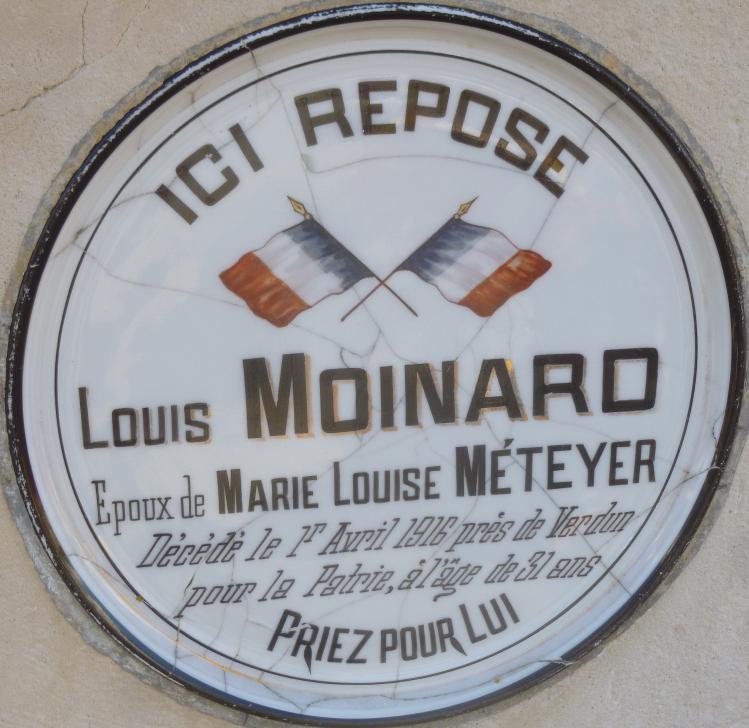 ICI REPOSE
LOUIS MOINARD
Epoux de MARIE LOUISE MÉTEYER
Décédé le 1r Avril 1916 près de Verdun
pour la Patrie, à l'âge de 31 ans
PRIEZ POUR LUI